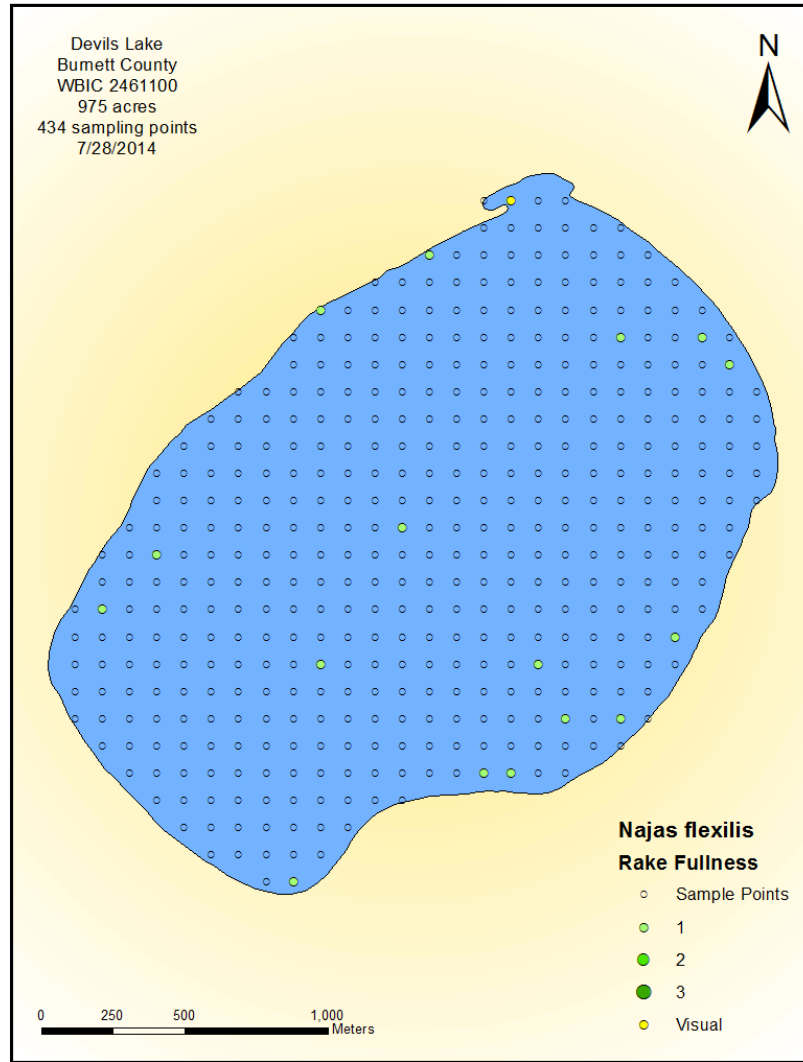 Devils Lake
Burnett County
WBIC 2461100
975 acres
434 sampling points
7/28/2014
N
Najas flexilis
Rake Fullness
Sample Points
1
2
3
Visual
0 250 500 1,000
Meters